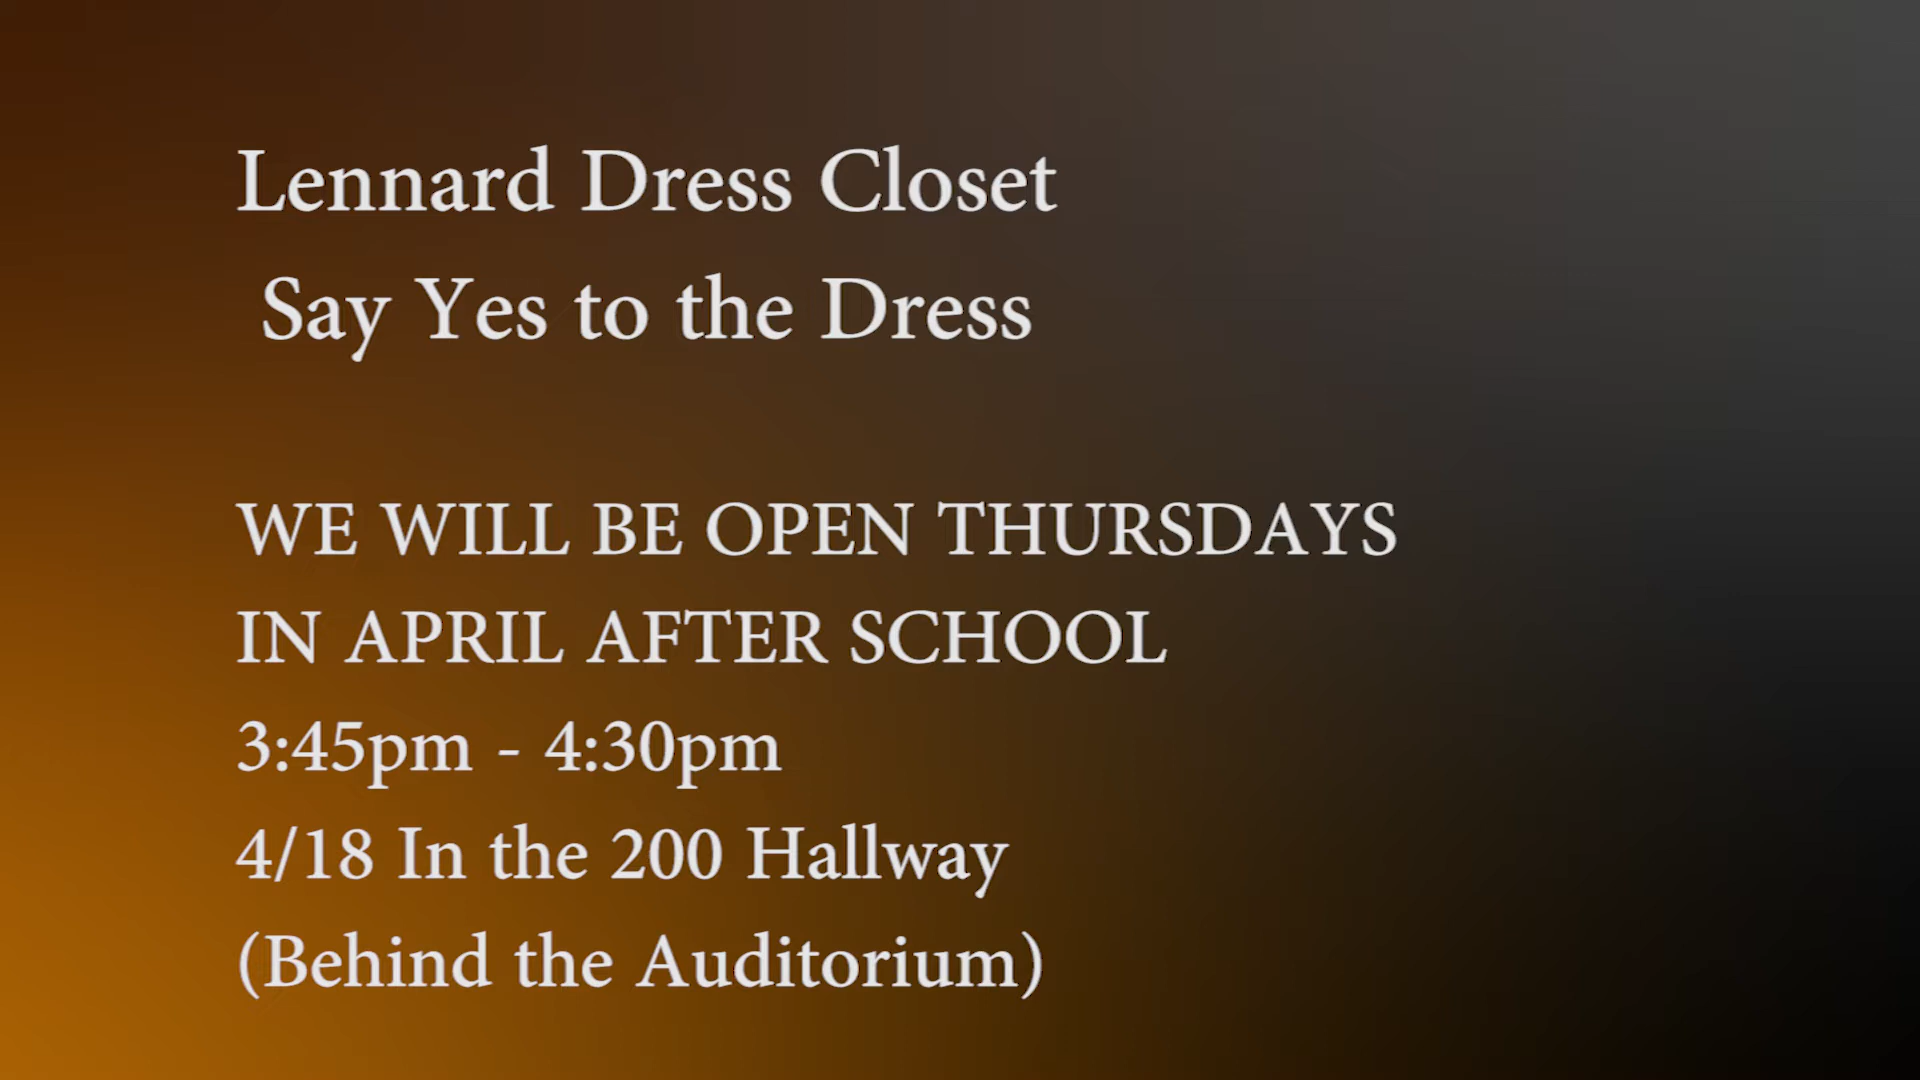 Lennard Dress Closet
Say Yes to the Dress
WE WILL BE OPEN THURSDAYS
IN APRIL AFTER SCHOOL
3:45pm - 4:30pm
4/18 In the 200 Hallway
(Behind the Auditorium)